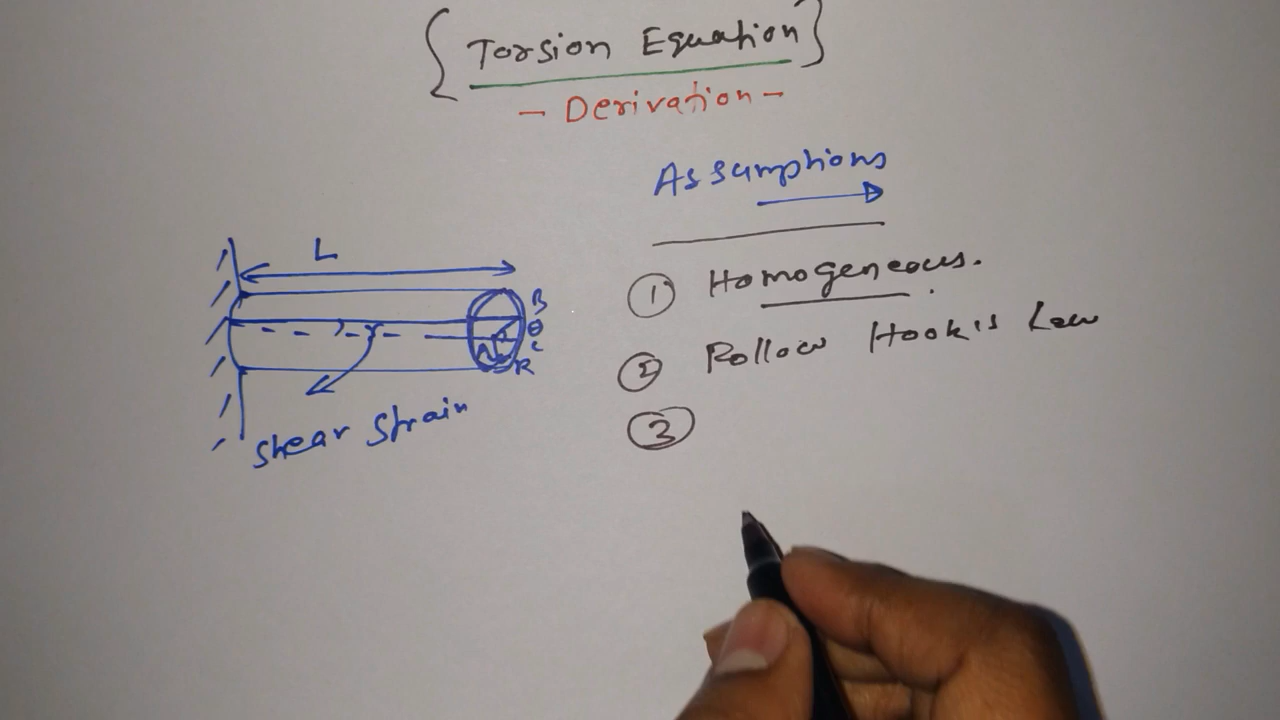 {Torsion Equation}
- Derivation -
Assumptions
L
B
θ
C
R
shear strain
① Homogeneous.
② Follow Hook's Law
③